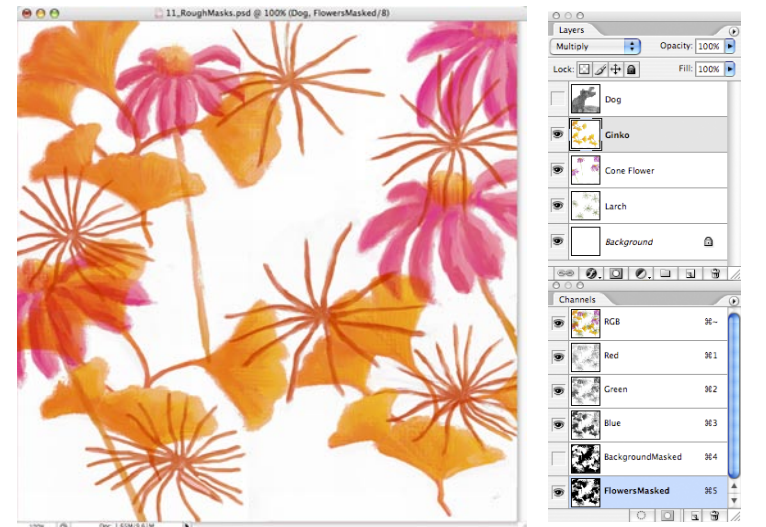 11_RoughMasks.psd @ 100% (Dog, FlowersMasked/8)
Layers
Multiply Opacity: 100%
Lock: Fill: 100%
Dog
Ginko
Cone Flower
Larch
Background
Channels
RGB ⌘~
Red ⌘1
Green ⌘2
Blue ⌘3
BackgroundMasked ⌘4
FlowersMasked ⌘5